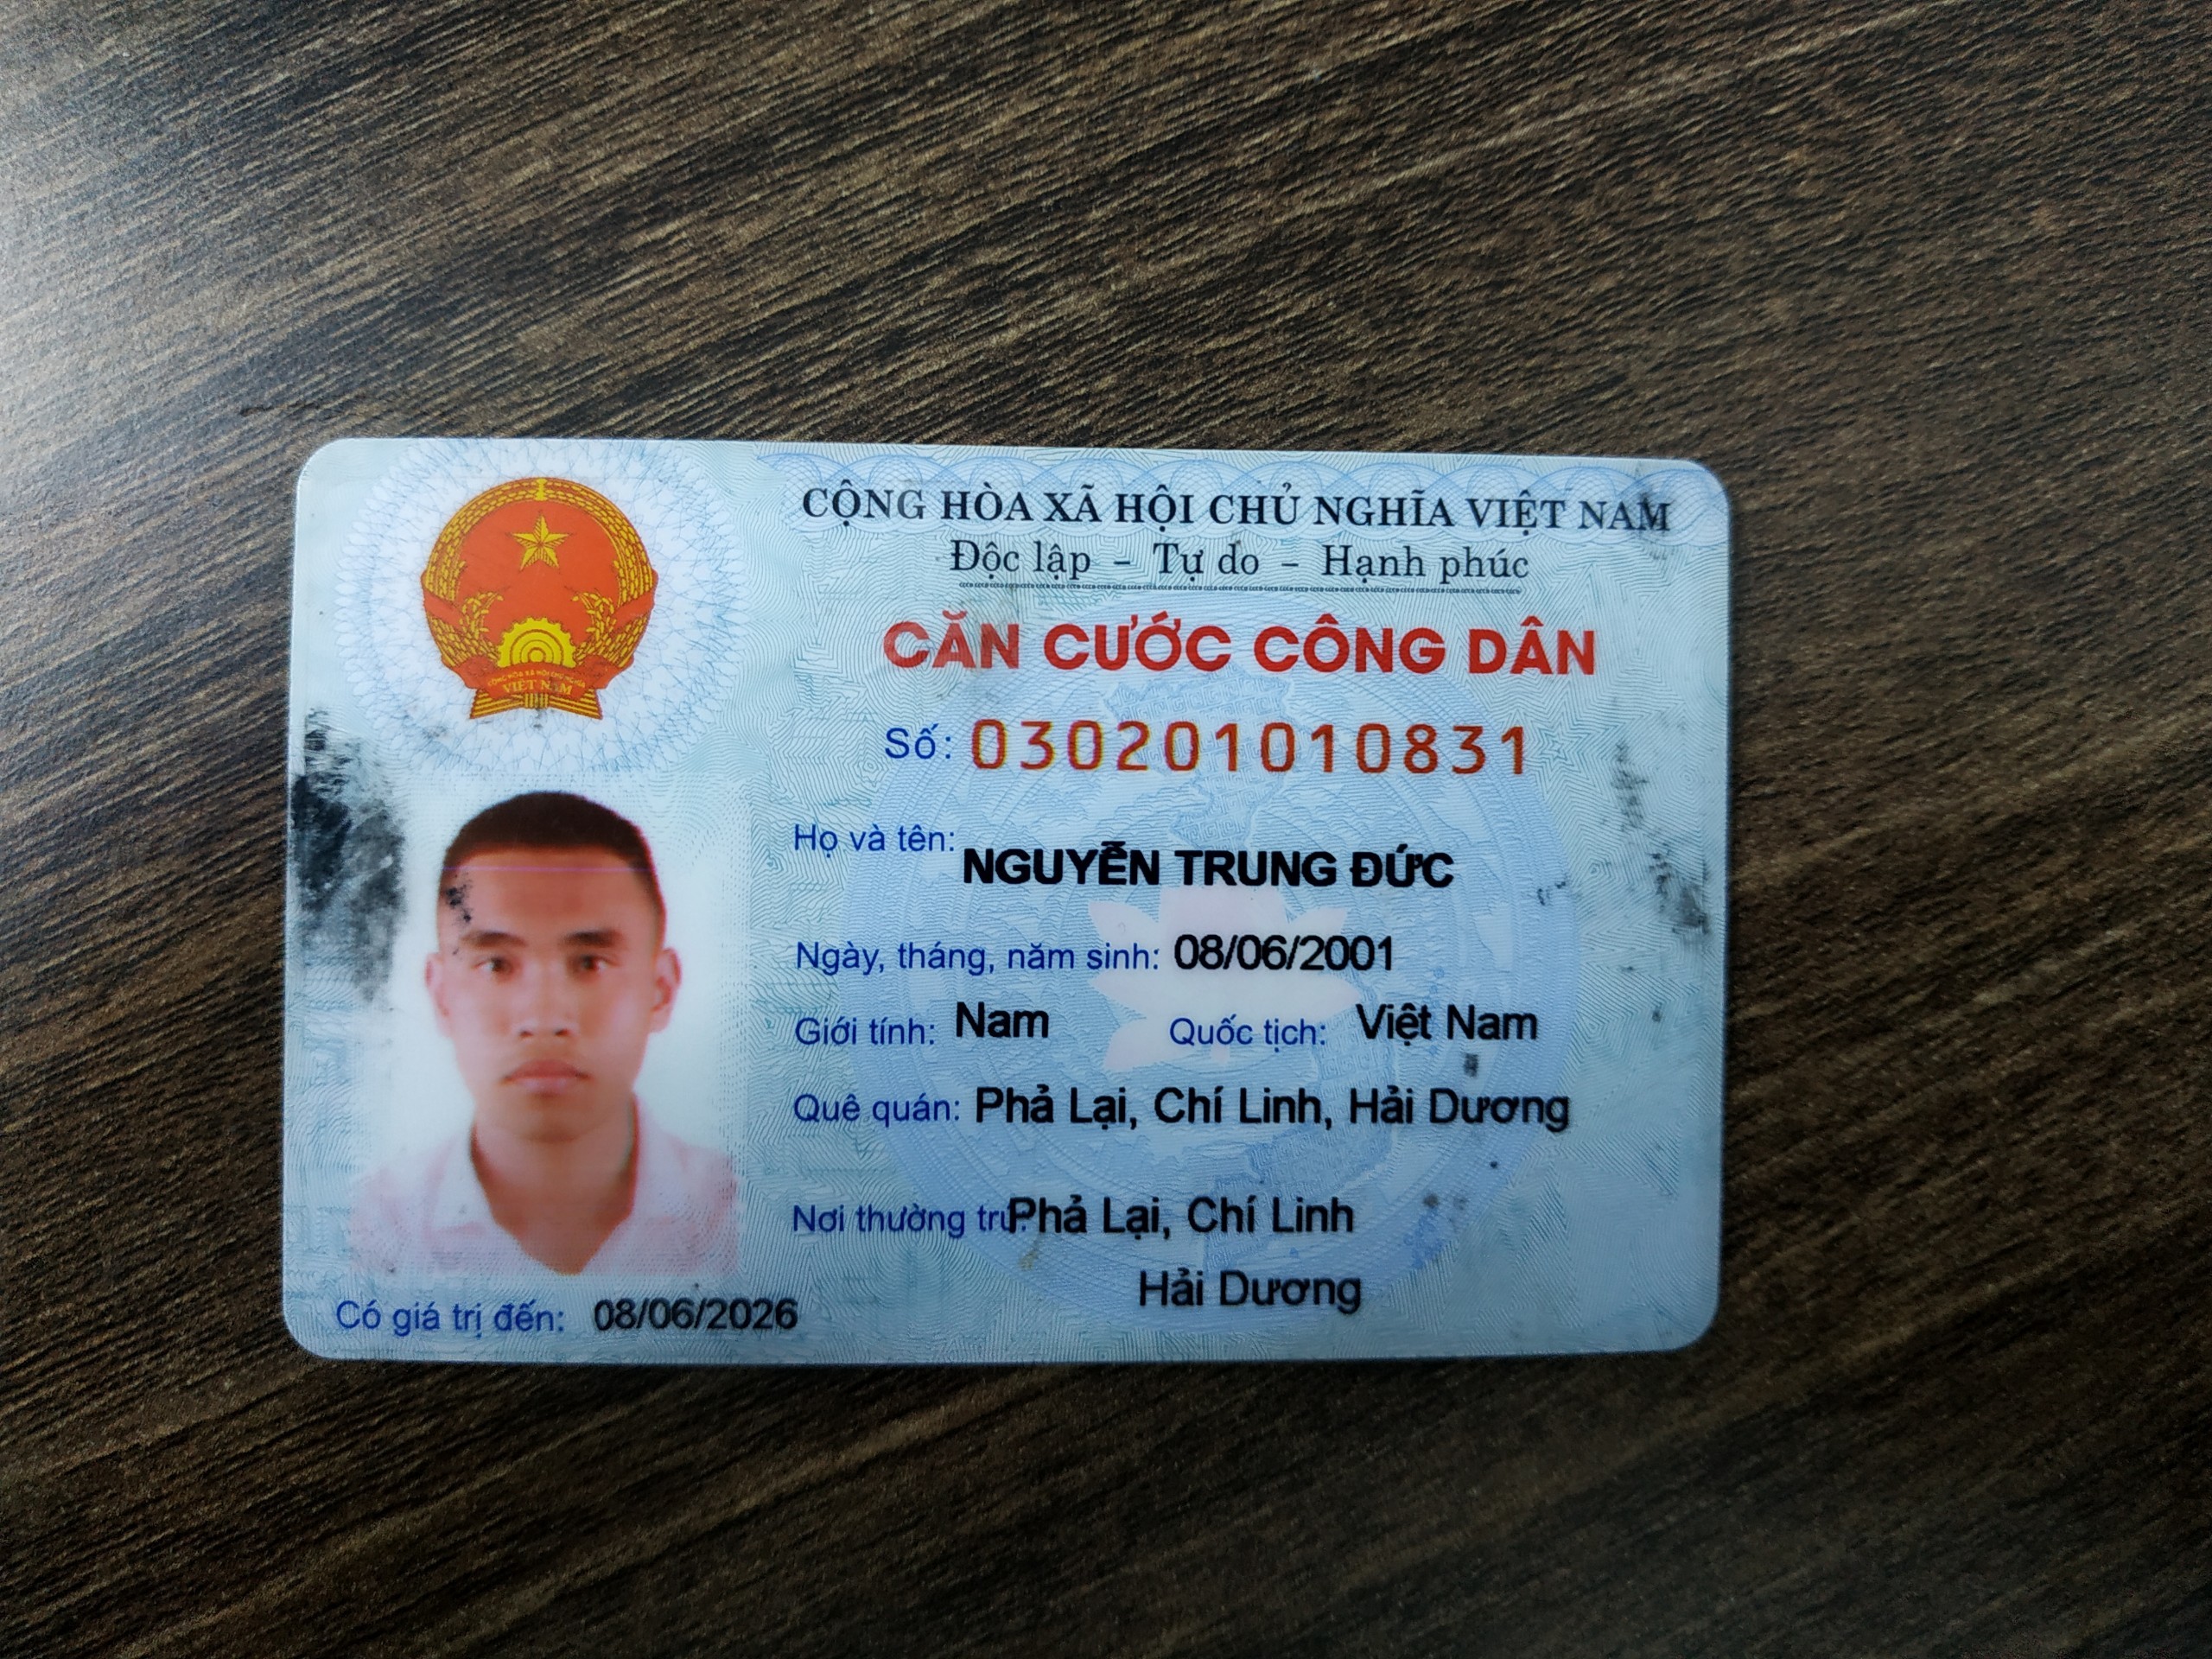 CỘNG HÒA XÃ HỘI CHỦ NGHĨA VIỆT NAM
Độc lập – Tự do – Hạnh phúc
CĂN CƯỚC CÔNG DÂN
Số: 030201010831
Họ và tên: NGUYỄN TRUNG ĐỨC
Ngày, tháng, năm sinh: 08/06/2001
Giới tính: Nam Quốc tịch: Việt Nam
Quê quán: Phả Lại, Chí Linh, Hải Dương
Nơi thường trú: Phả Lại, Chí Linh
Hải Dương
Có giá trị đến: 08/06/2026
VIỆT NAM